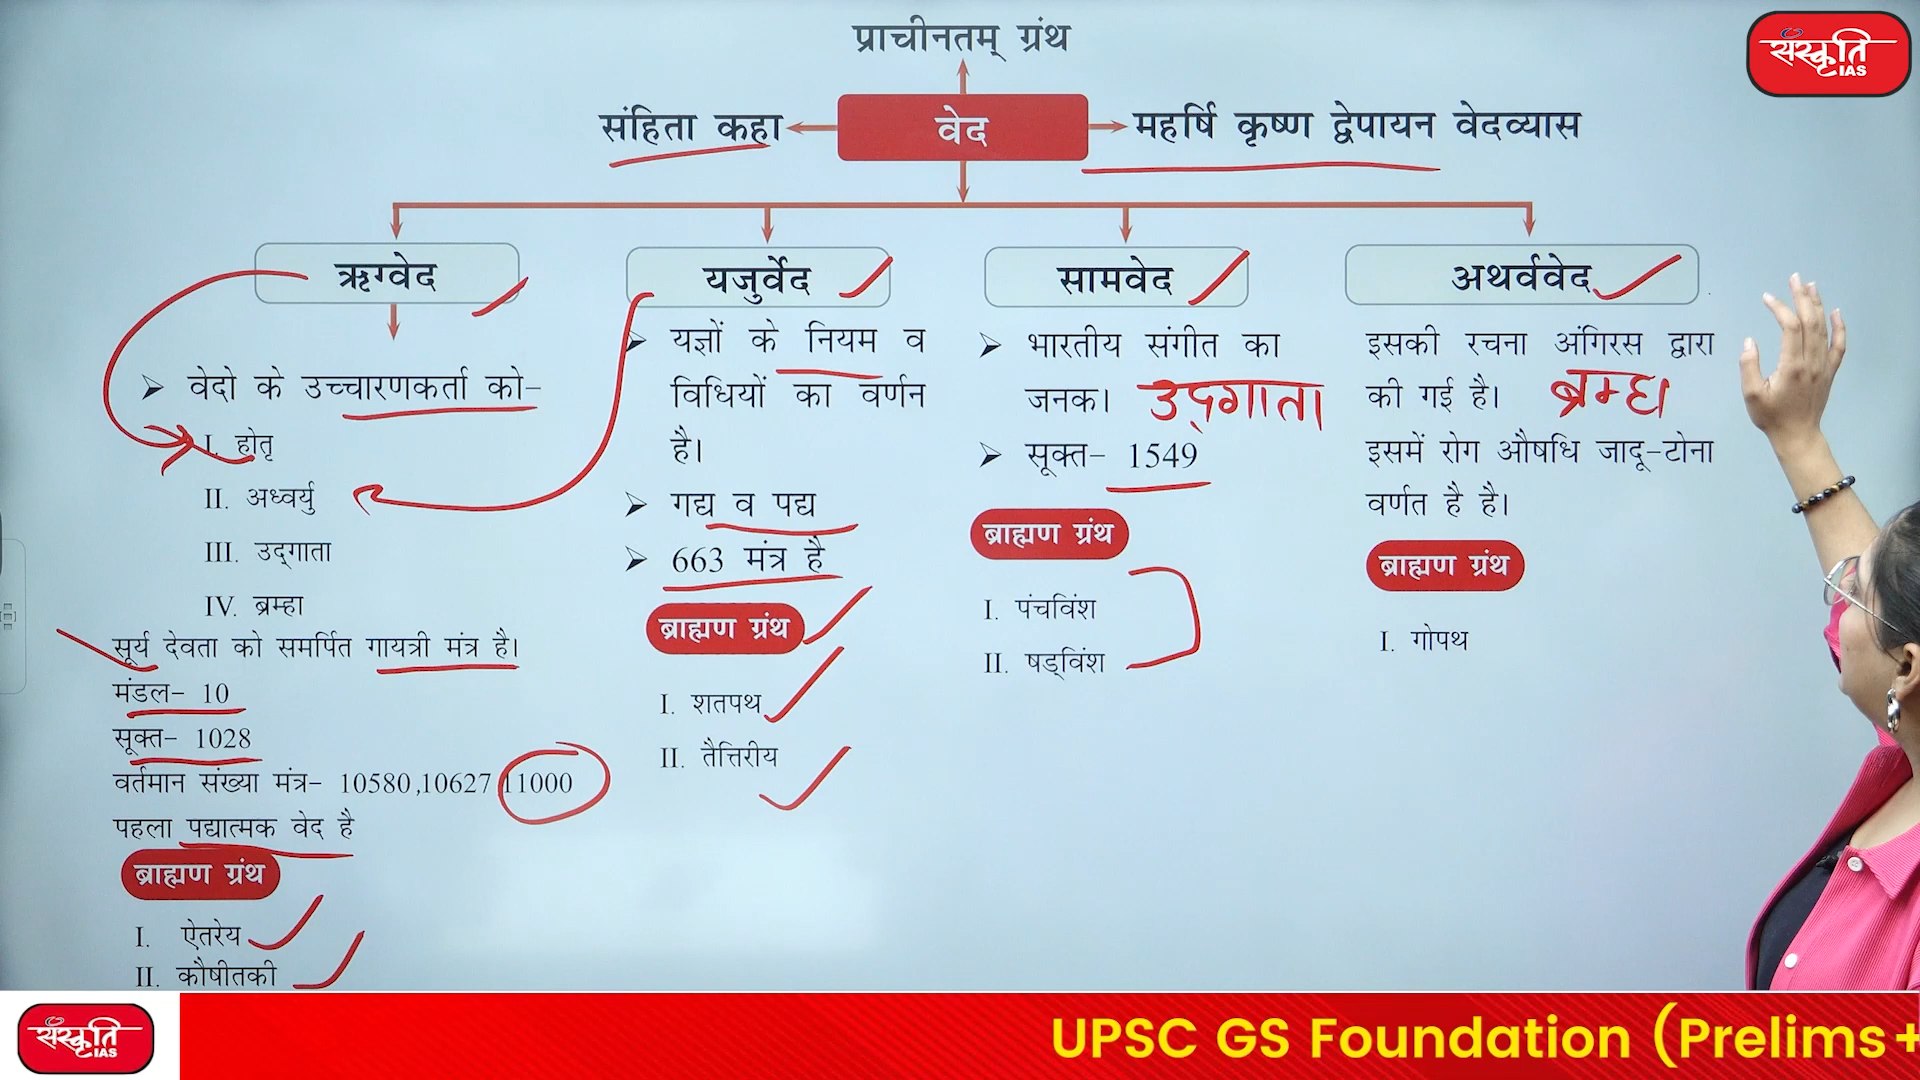 प्राचीनतम् ग्रंथ
संस्कृति
IAS
संहिता कहा
वेद
महर्षि कृष्ण द्वेपायन वेदव्यास
ऋग्वेद
वेदो के उच्चारणकर्ता को-
I. होतृ
II. अध्वर्यु
III. उद्गाता
IV. ब्रम्हा
सूर्य देवता को समर्पित गायत्री मंत्र है।
मंडल- 10
सूक्त- 1028
वर्तमान संख्या मंत्र- 10580,10627 11000
पहला पद्यात्मक वेद है
ब्राह्मण ग्रंथ
I. ऐतरेय
II. कौषीतकी
यजुर्वेद
यज्ञों के नियम व
विधियों का वर्णन
है।
गद्य व पद्य
663 मंत्र है
ब्राह्मण ग्रंथ
I. शतपथ
II. तैत्तिरीय
सामवेद
भारतीय संगीत का
जनक। उद्गाता
सूक्त- 1549
ब्राह्मण ग्रंथ
I. पंचविंश
II. षड्विंश
अथर्ववेद
इसकी रचना अंगिरस द्वारा
की गई है। ब्रम्हा
इसमें रोग औषधि जादू-टोना
वर्णत है है।
ब्राह्मण ग्रंथ
I. गोपथ
संस्कृति
IAS
UPSC GS Foundation (Prelims+